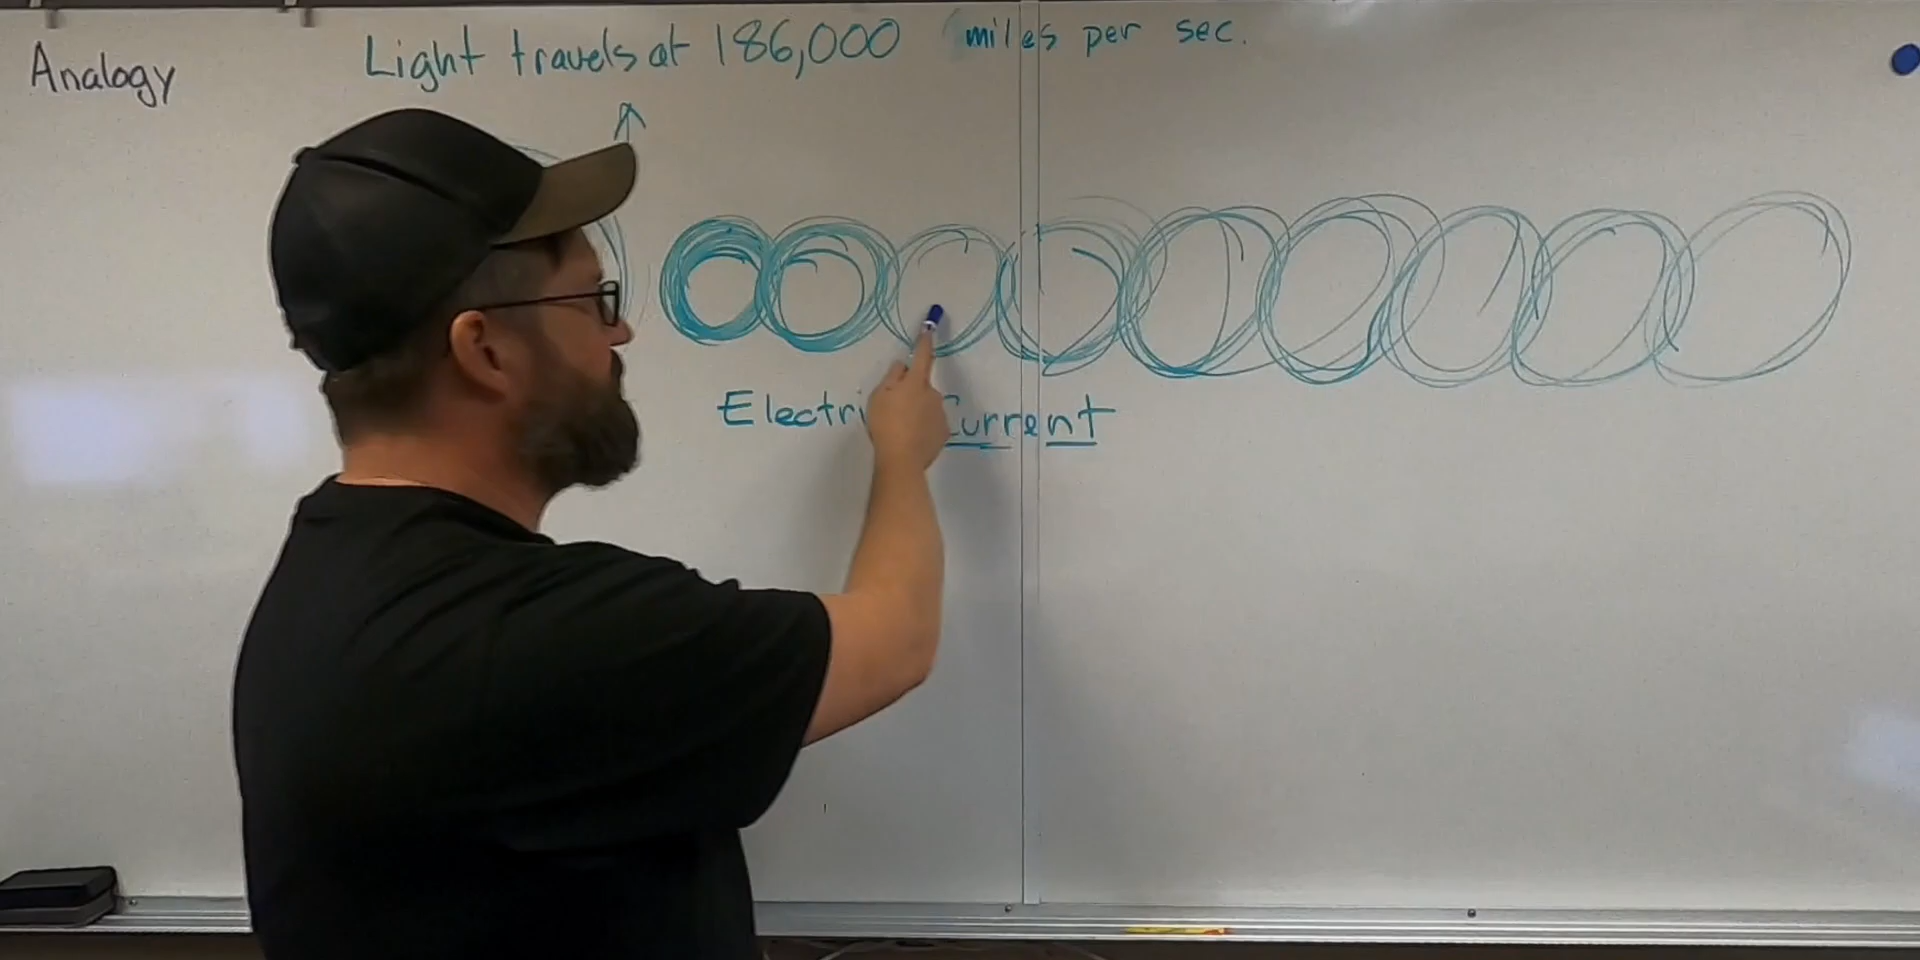 Analogy
Light travels at 186,000 miles per sec.
Electri Current